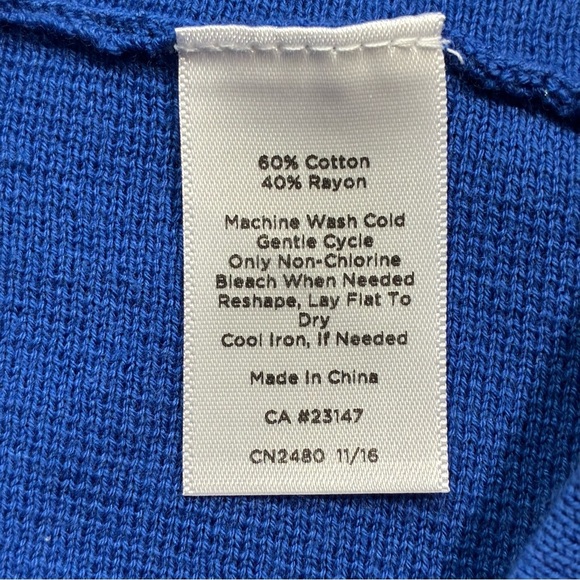 60% Cotton
40% Rayon
Machine Wash Cold
Gentle Cycle
Only Non-Chlorine
Bleach When Needed
Reshape, Lay Flat To
Dry
Cool Iron, If Needed
Made In China
CA #23147
CN2480 11/16